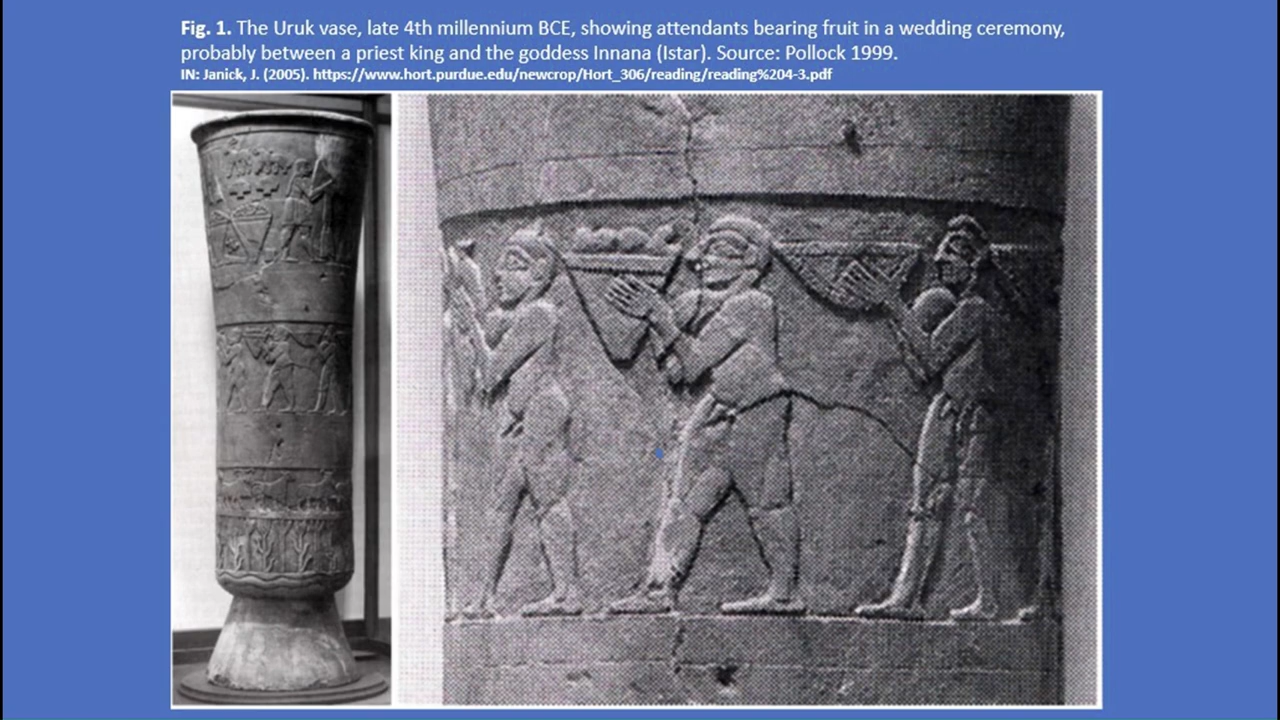 Fig. 1. The Uruk vase, late 4th millennium BCE, showing attendants bearing fruit in a wedding ceremony,
probably between a priest king and the goddess Innana (Istar). Source: Pollock 1999.
IN: Janick, J. (2005). https://www.hort.purdue.edu/newcrop/Hort_306/reading/reading%204-3.pdf